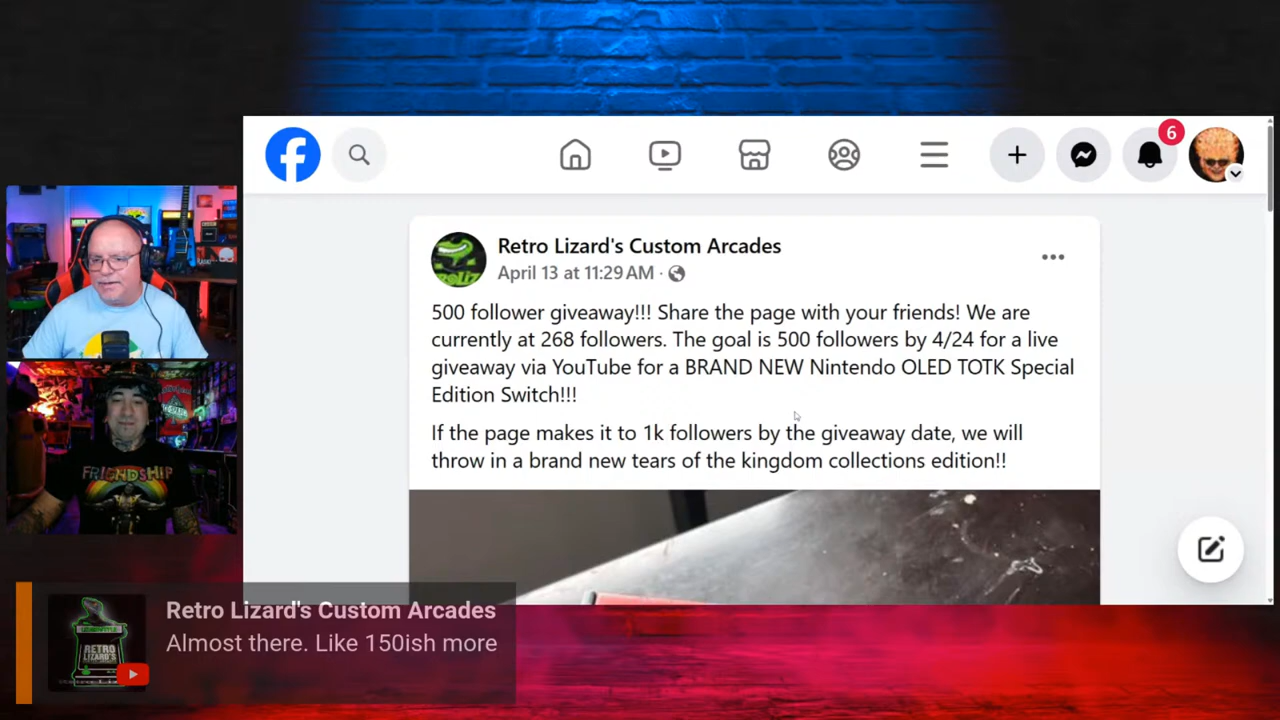 6
Retro Lizard's Custom Arcades
April 13 at 11:29 AM ·
500 follower giveaway!!! Share the page with your friends! We are
currently at 268 followers. The goal is 500 followers by 4/24 for a live
giveaway via YouTube for a BRAND NEW Nintendo OLED TOTK Special
Edition Switch!!!
If the page makes it to 1k followers by the giveaway date, we will
throw in a brand new tears of the kingdom collections edition!!
FRIENDSHIP
RETRO
LIZARD'S
Retro Lizard's Custom Arcades
Almost there. Like 150ish more